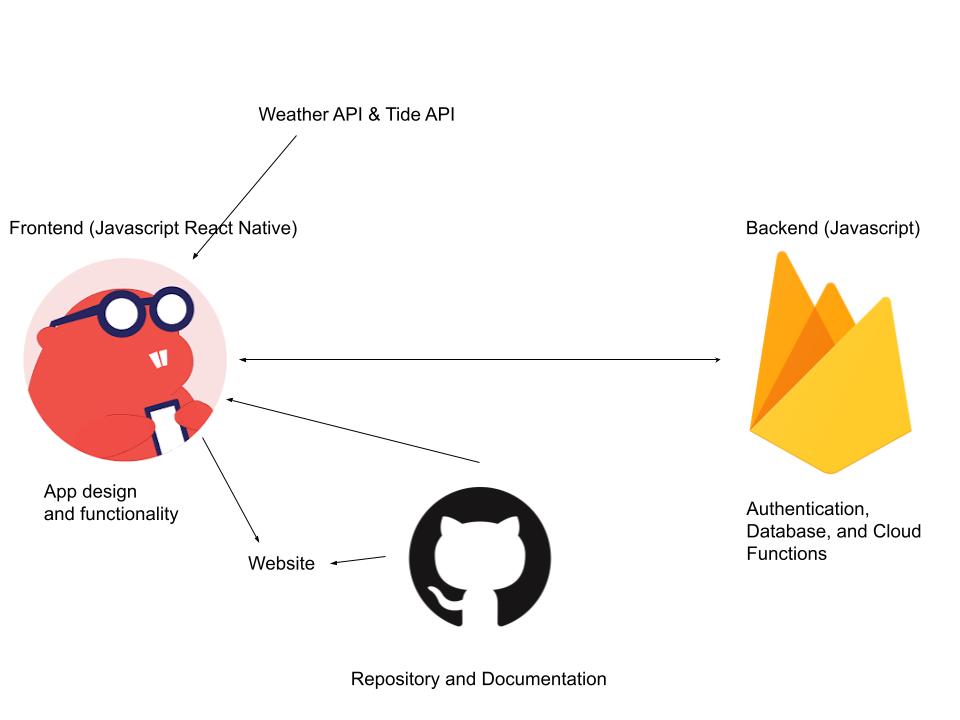 Weather API & Tide API
Frontend (Javascript React Native)
Backend (Javascript)
App design
and functionality
Authentication,
Database, and Cloud
Functions
Website
Repository and Documentation